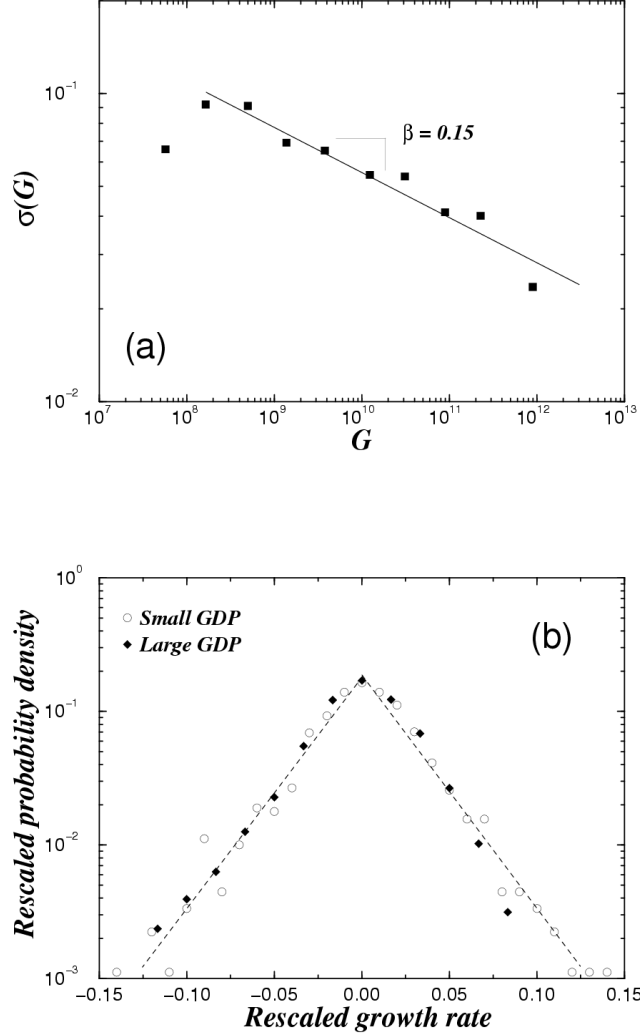 10⁻¹
β = 0.15
σ(G)
(a)
10⁻²
10⁷ 10⁸ 10⁹ 10¹⁰ 10¹¹ 10¹² 10¹³
G
10⁰
Small GDP
(b)
Large GDP
10⁻¹
Rescaled probability density
10⁻²
10⁻³
−0.15 −0.10 −0.05 0.00 0.05 0.10 0.15
Rescaled growth rate